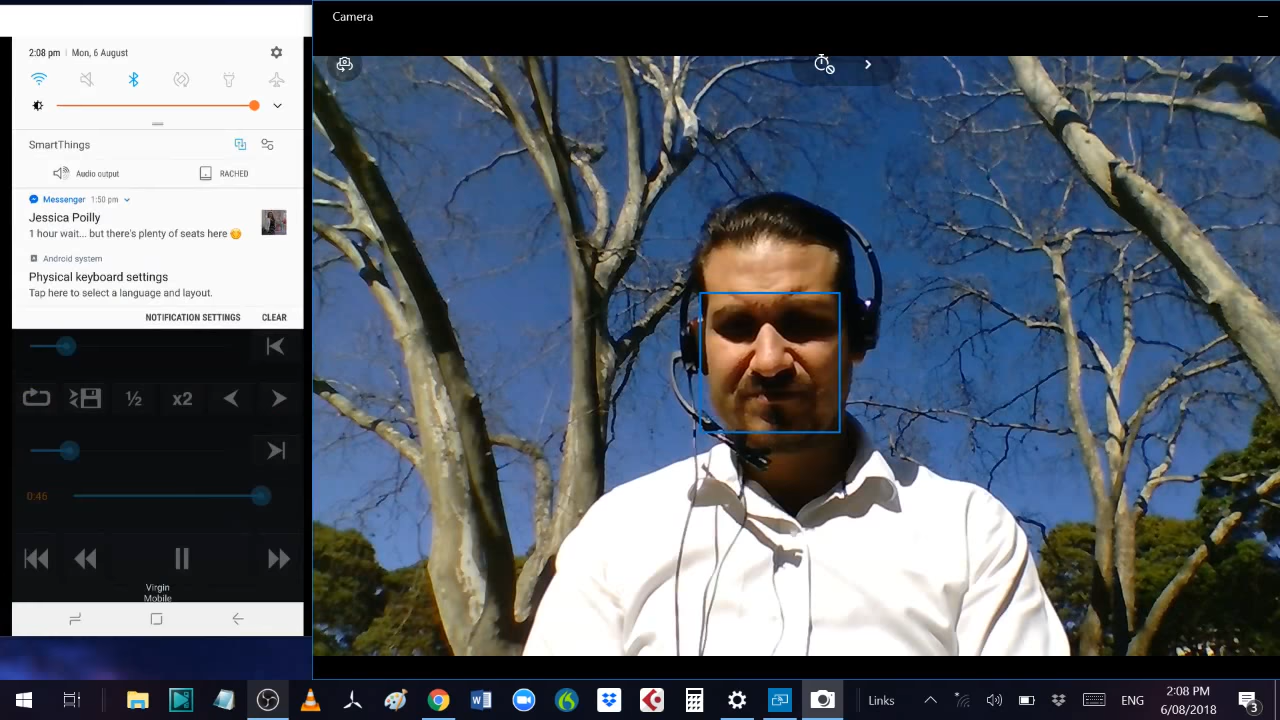 Camera
2:08 pm | Mon, 6 August
SmartThings
Audio output
RACHED
Messenger 1:50 pm
Jessica Poilly
1 hour wait... but there's plenty of seats here 😊
Android system
Physical keyboard settings
Tap here to select a language and layout.
NOTIFICATION SETTINGS CLEAR
½ x2
0:46
Virgin
Mobile
Links
ENG
2:08 PM
6/08/2018
3